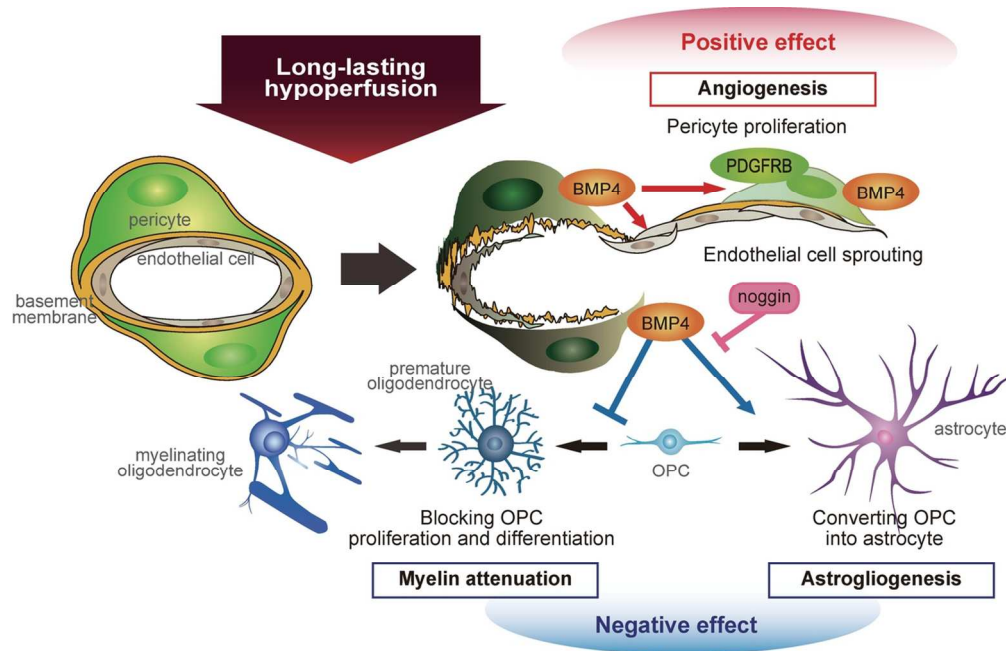 Positive effect
Long-lasting
hypoperfusion
Angiogenesis
Pericyte proliferation
PDGFRB
BMP4
BMP4
pericyte
endothelial cell
Endothelial cell sprouting
basement
membrane
noggin
BMP4
premature
oligodendrocyte
astrocyte
myelinating
oligodendrocyte
OPC
Blocking OPC
proliferation and differentiation
Converting OPC
into astrocyte
Myelin attenuation
Astrogliogenesis
Negative effect